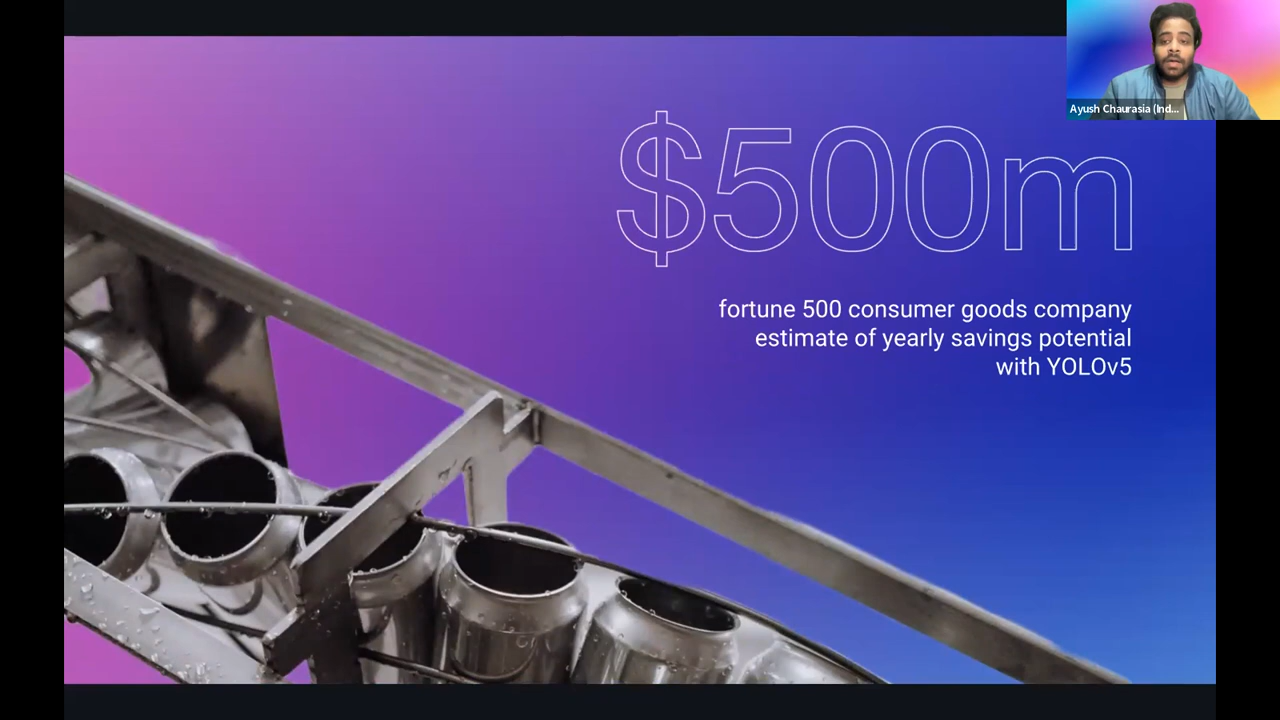 Ayush Chaurasia (Ind...
$500m
fortune 500 consumer goods company
estimate of yearly savings potential
with YOLOv5